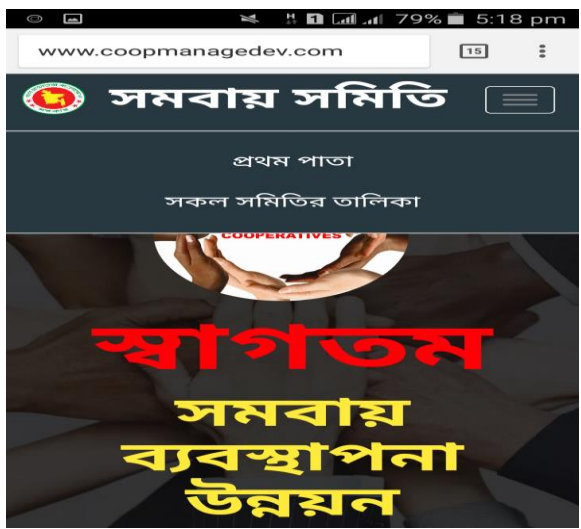 H 1 79% 5:18 pm
www.coopmanagedev.com 15
সমবায় সমিতি
প্রথম পাতা
সকল সমিতির তালিকা
COOPERATIVES
স্বাগতম
সমবায়
ব্যবস্থাপনা
উন্নয়ন